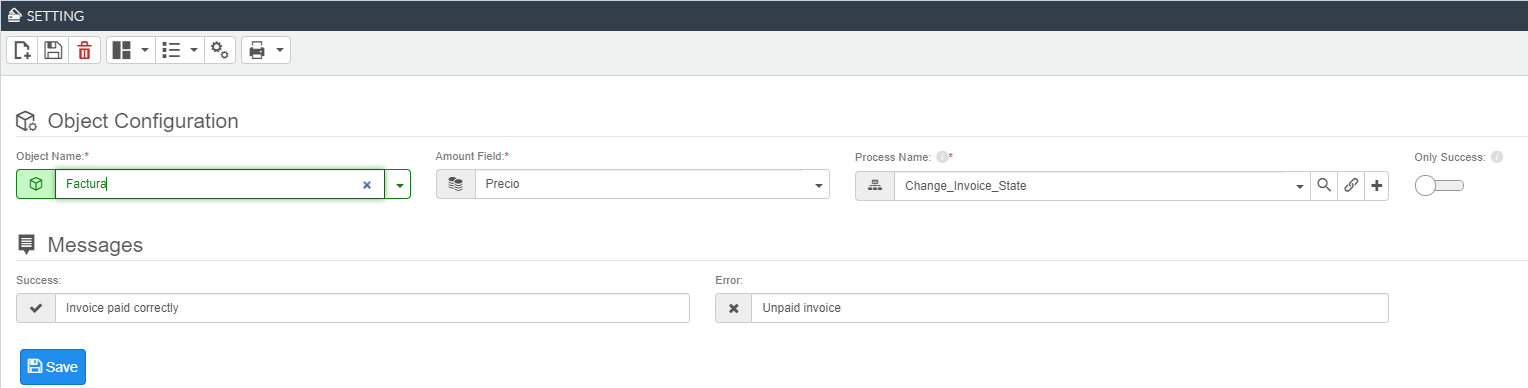 SETTING
Object Configuration
Object Name:*
Amount Field:*
Process Name: *
Only Success:
Factura
Precio
Change_Invoice_State
Messages
Success:
Error:
Invoice paid correctly
Unpaid invoice
Save